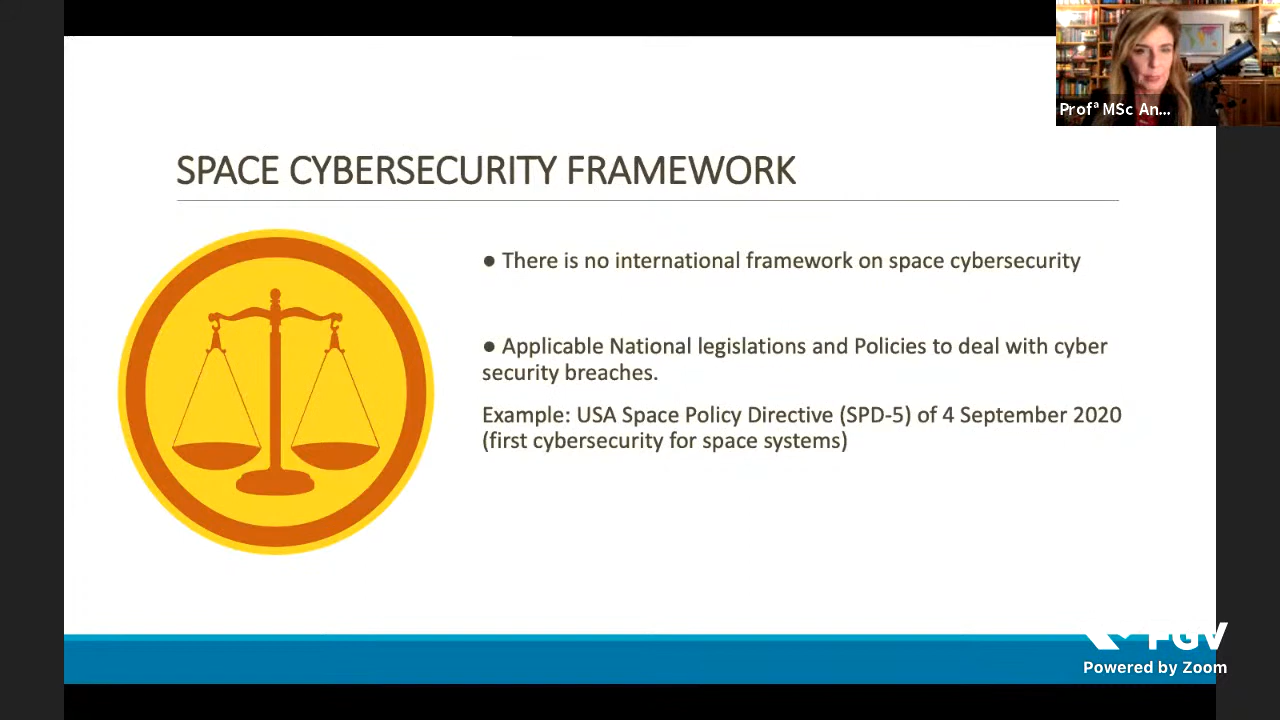 Profª MSc An...
SPACE CYBERSECURITY FRAMEWORK
● There is no international framework on space cybersecurity
● Applicable National legislations and Policies to deal with cyber
security breaches.
Example: USA Space Policy Directive (SPD-5) of 4 September 2020
(first cybersecurity for space systems)
FGV
Powered by Zoom